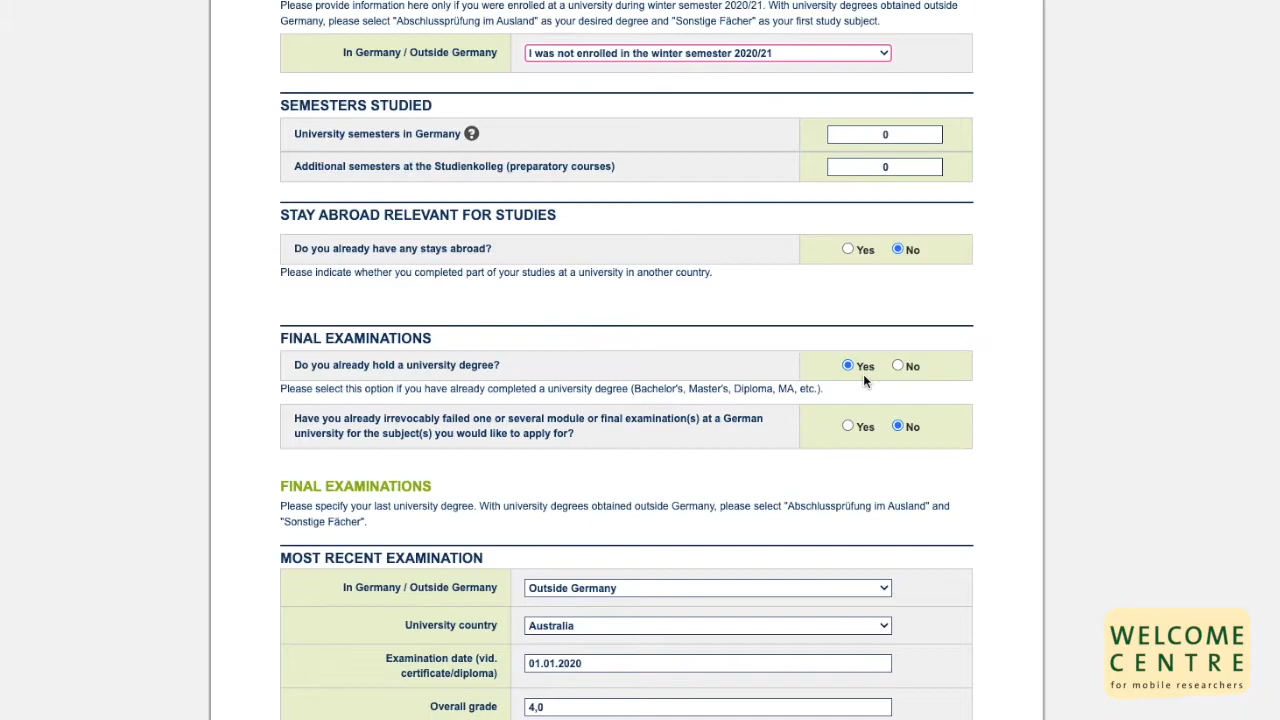 Please provide information here only if you were enrolled at a university during winter semester 2020/21. With university degrees obtained outside
Germany, please select "Abschlussprüfung im Ausland" as your desired degree and "Sonstige Fächer" as your first study subject.
In Germany / Outside Germany
I was not enrolled in the winter semester 2020/21
SEMESTERS STUDIED
University semesters in Germany ?
0
Additional semesters at the Studienkolleg (preparatory courses)
0
STAY ABROAD RELEVANT FOR STUDIES
Do you already have any stays abroad?
Yes No
Please indicate whether you completed part of your studies at a university in another country.
FINAL EXAMINATIONS
Do you already hold a university degree?
Yes No
Please select this option if you have already completed a university degree (Bachelor's, Master's, Diploma, MA, etc.).
Have you already irrevocably failed one or several module or final examination(s) at a German
university for the subject(s) you would like to apply for?
Yes No
FINAL EXAMINATIONS
Please specify your last university degree. With university degrees obtained outside Germany, please select "Abschlussprüfung im Ausland" and
"Sonstige Fächer".
MOST RECENT EXAMINATION
In Germany / Outside Germany
Outside Germany
University country
Australia
Examination date (vid.
certificate/diploma)
01.01.2020
Overall grade
4,0
WELCOME
CENTRE
for mobile researchers